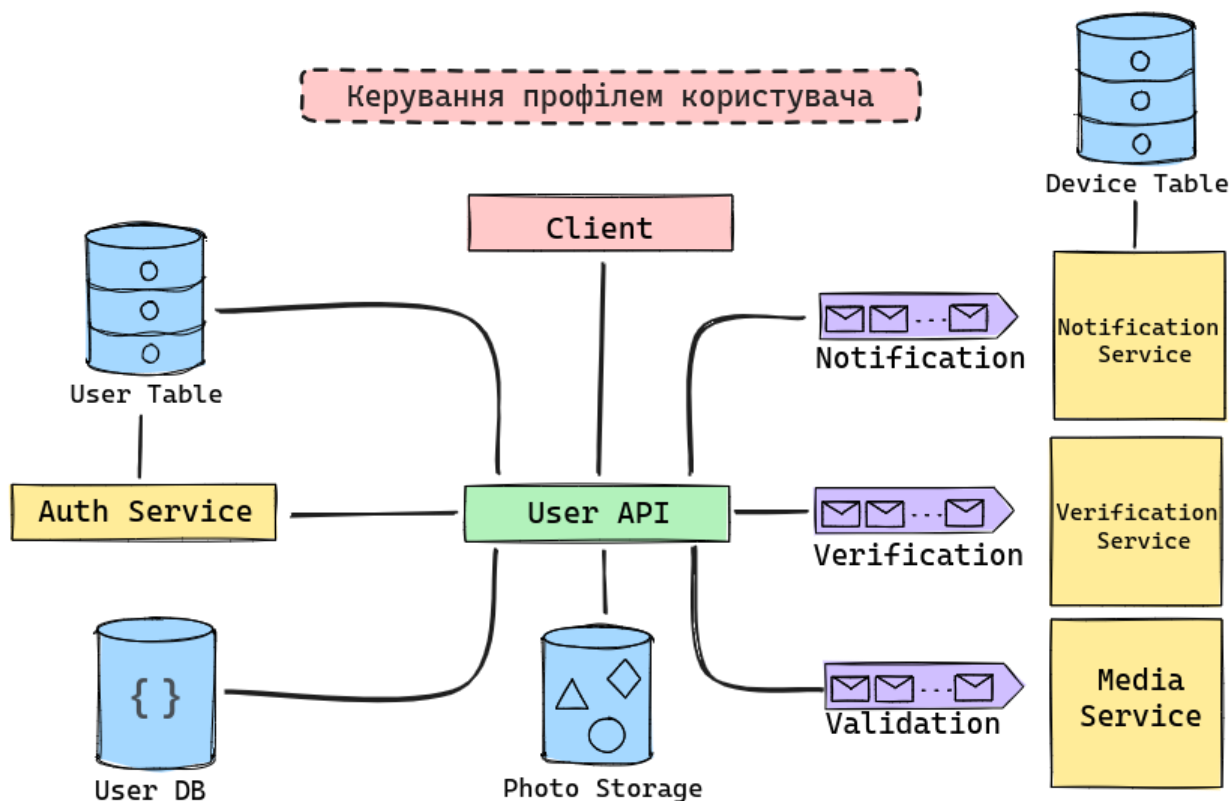 Керування профілем користувача
Device Table
Client
User Table
Notification
Notification
Service
Auth Service
User API
Verification
Verification
Service
{ }
User DB
Photo Storage
Validation
Media
Service